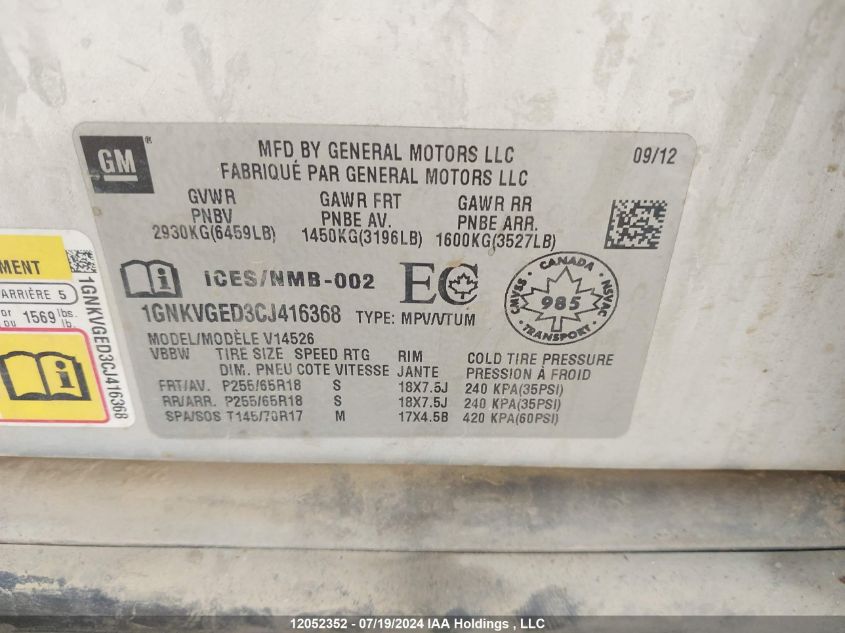 GM
MFD BY GENERAL MOTORS LLC
09/12
FABRIQUÉ PAR GENERAL MOTORS LLC
GVWR GAWR FRT GAWR RR
PNBV PNBE AV. PNBE ARR.
2930KG(6459LB) 1450KG(3196LB) 1600KG(3527LB)
ICES/NMB-002 EC
1GNKVGED3CJ416368 TYPE: MPV/VTUM
CANADA
CMVSS 985 NSVAC
TRANSPORT
MODEL/MODÈLE V14526
VBBW TIRE SIZE SPEED RTG RIM COLD TIRE PRESSURE
DIM. PNEU COTE VITESSE JANTE PRESSION À FROID
FRT/AV. P255/65R18 S 18X7.5J 240 KPA(35PSI)
RR/ARR. P255/65R18 S 18X7.5J 240 KPA(35PSI)
SPA/SOS T145/70R17 M 17X4.5B 420 KPA(60PSI)
EMENT
ARRIÈRE 5
or 1569 lbs.
ou lb.
1GNKVGED3CJ416368
12052352 - 07/19/2024 IAA Holdings , LLC